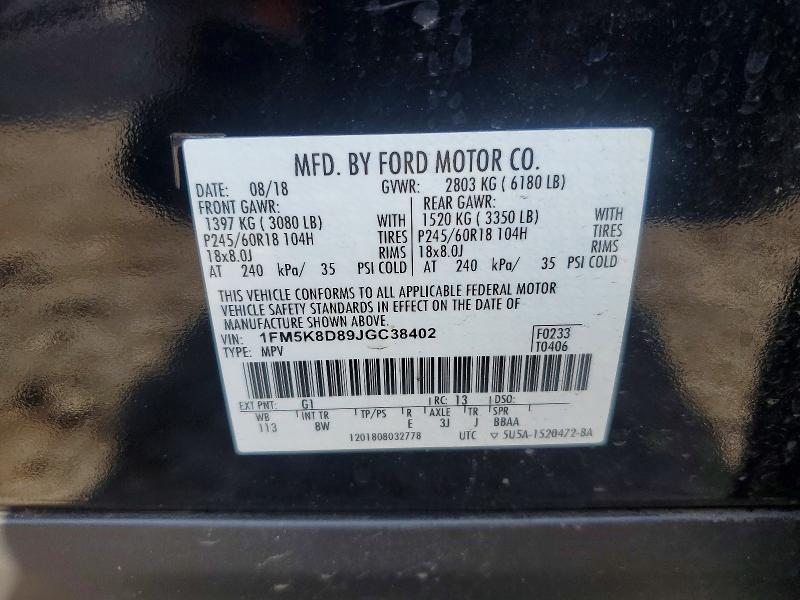 MFD. BY FORD MOTOR CO.
DATE: 08/18 GVWR: 2803 KG ( 6180 LB)
FRONT GAWR: REAR GAWR:
1397 KG ( 3080 LB) WITH 1520 KG ( 3350 LB) WITH
P245/60R18 104H TIRES P245/60R18 104H TIRES
18x8.0J RIMS 18x8.0J RIMS
AT 240 kPa/ 35 PSI COLD AT 240 kPa/ 35 PSI COLD
THIS VEHICLE CONFORMS TO ALL APPLICABLE FEDERAL MOTOR
VEHICLE SAFETY STANDARDS IN EFFECT ON THE DATE OF
MANUFACTURE SHOWN ABOVE.
VIN: 1FM5K8D89JGC38402 F0233
TYPE: MPV T0406
EXT PNT: G1 RC: 13 DSO:
WB INT TR TP/PS R AXLE TR SPR
113 8W E 3J J BBAA
1201808032778 UTC ▽ 5U5A-1520472-BA